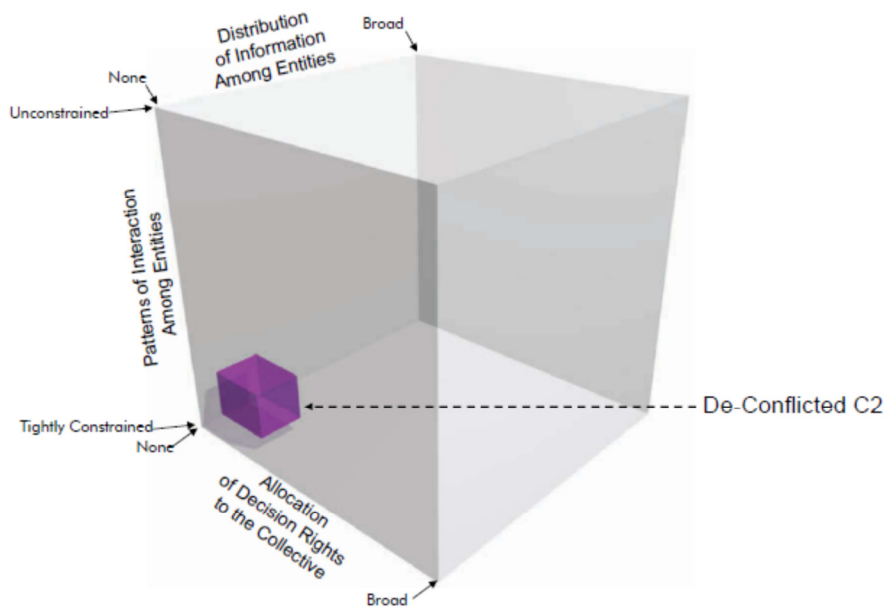 Distribution
of Information
Among Entities
Broad
None
Unconstrained
Patterns of Interaction
Among Entities
De-Conflicted C2
Tightly Constrained
None
Allocation
of Decision Rights
to the Collective
Broad